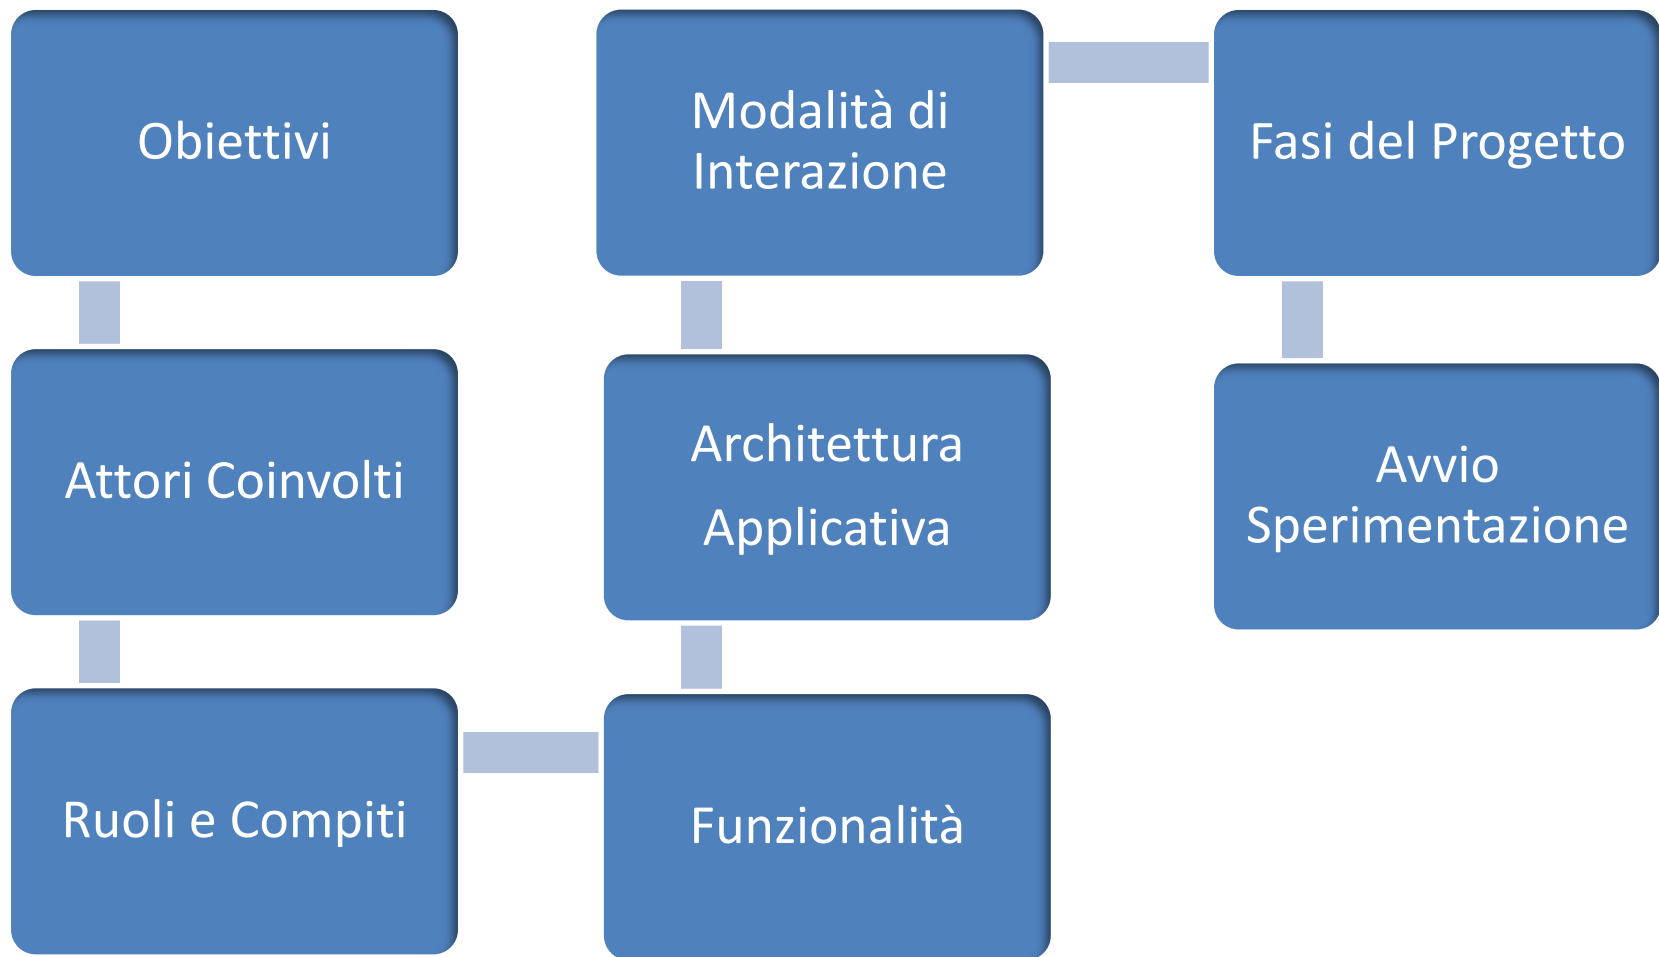 Obiettivi
Attori Coinvolti
Ruoli e Compiti
Funzionalità
Architettura
Applicativa
Modalità di
Interazione
Fasi del Progetto
Avvio
Sperimentazione